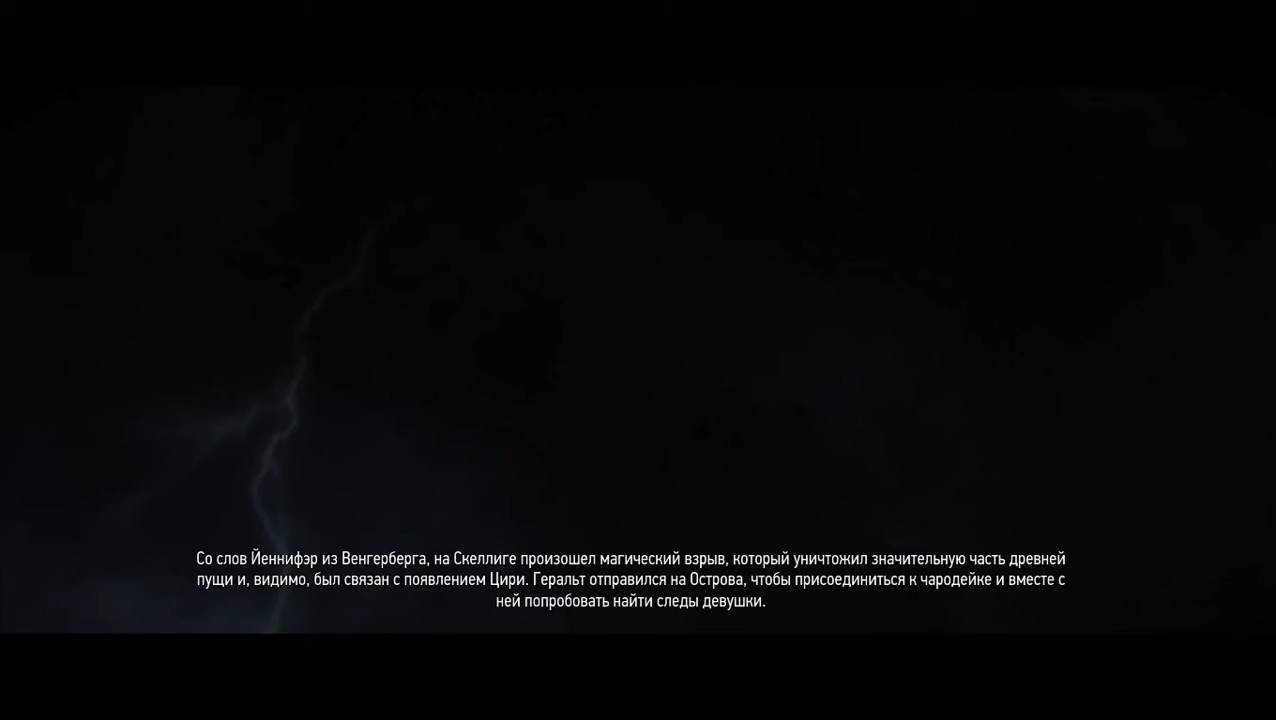 Со слов Йеннифэр из Венгерберга, на Скеллиге произошел магический взрыв, который уничтожил значительную часть древней
пущи и, видимо, был связан с появлением Цири. Геральт отправился на Острова, чтобы присоединиться к чародейке и вместе с
ней попробовать найти следы девушки.